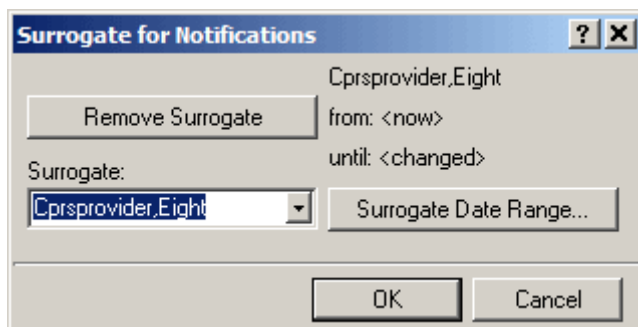 Surrogate for Notifications
Cprsprovider,Eight
Remove Surrogate
from: <now>
until: <changed>
Surrogate:
Cprsprovider,Eight
Surrogate Date Range...
OK
Cancel